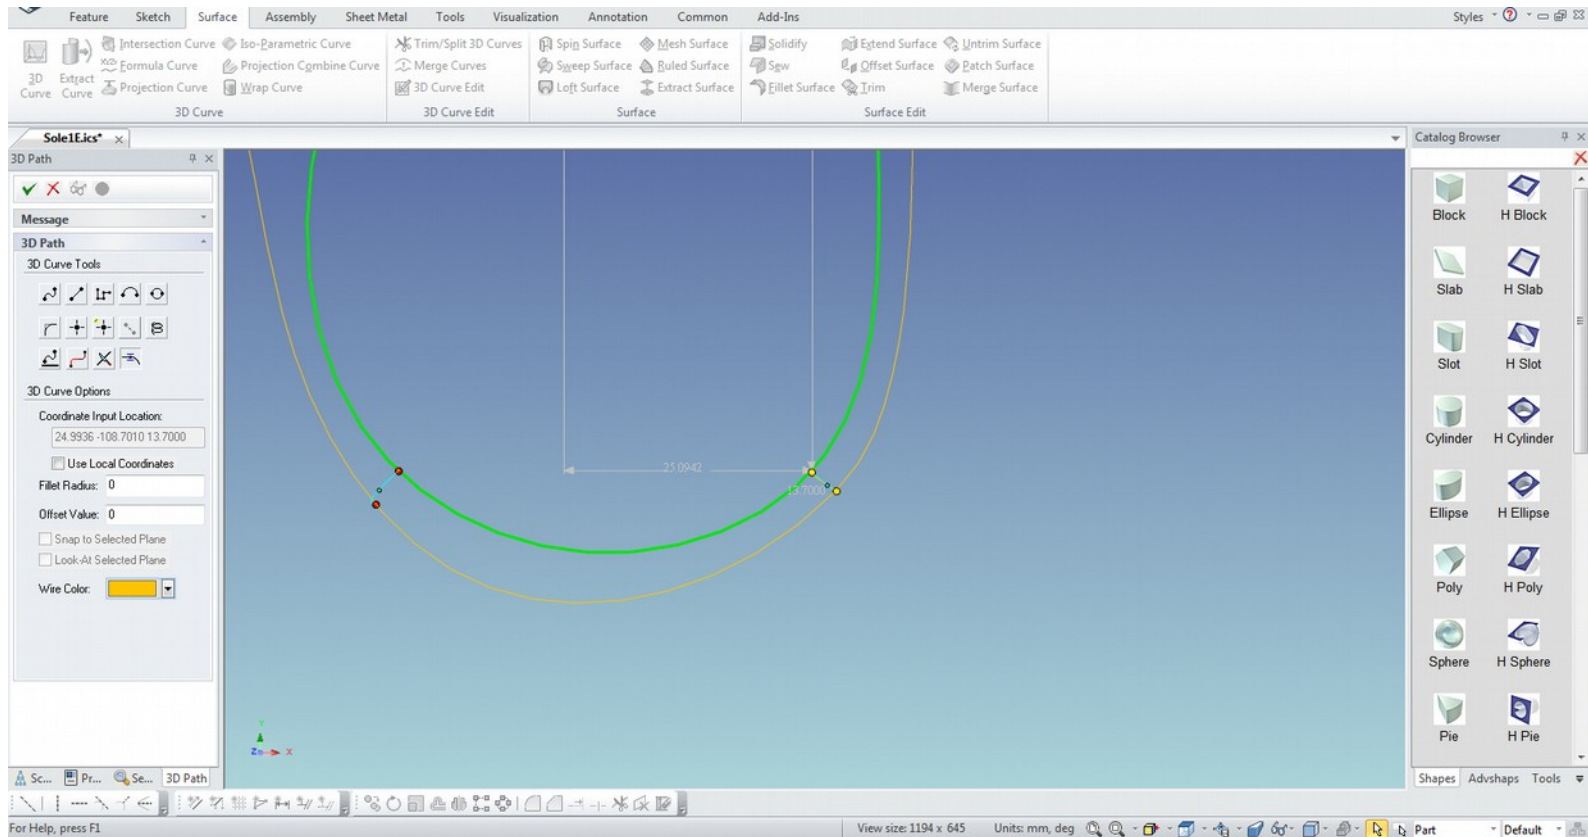 Feature Sketch Surface Assembly Sheet Metal Tools Visualization Annotation Common Add-Ins Styles
Intersection Curve Iso-Parametric Curve Trim/Split 3D Curves Spin Surface Mesh Surface Solidify Extend Surface Untrim Surface
Formula Curve Projection Combine Curve Merge Curves Sweep Surface Ruled Surface Sew Offset Surface Patch Surface
3D Curve Extract Curve Projection Curve Wrap Curve 3D Curve Edit Loft Surface Extract Surface Fillet Surface Trim Merge Surface
3D Curve 3D Curve Edit Surface Surface Edit
Sole1E.ics*
3D Path
Message
3D Path
3D Curve Tools
3D Curve Options
Coordinate Input Location:
24.9936 -108.7010 13.7000
Use Local Coordinates
Fillet Radius: 0
Offset Value: 0
Snap to Selected Plane
Look-At Selected Plane
Wire Color:
25.0942
13.7000
Y
Z X
Catalog Browser
Block H Block
Slab H Slab
Slot H Slot
Cylinder H Cylinder
Ellipse H Ellipse
Poly H Poly
Sphere H Sphere
Pie H Pie
Sc... Pr... Se... 3D Path
Shapes Advshaps Tools
For Help, press F1 View size: 1194 x 645 Units: mm, deg Part Default